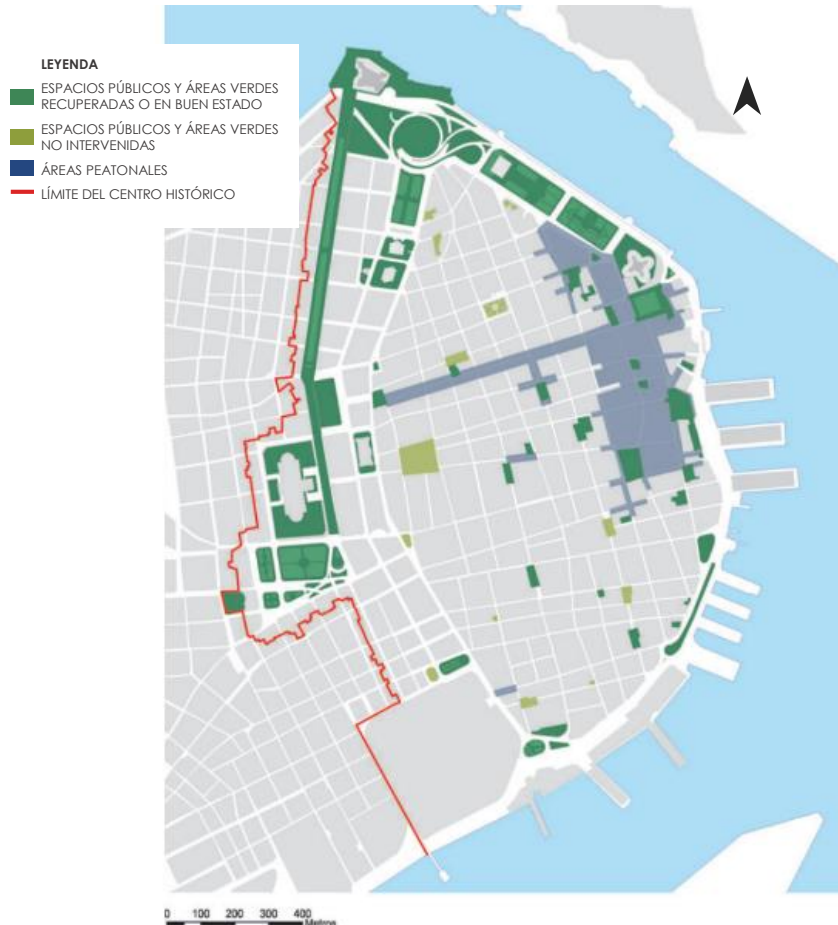 LEYENDA
ESPACIOS PÚBLICOS Y ÁREAS VERDES
RECUPERADAS O EN BUEN ESTADO
ESPACIOS PÚBLICOS Y ÁREAS VERDES
NO INTERVENIDAS
ÁREAS PEATONALES
LÍMITE DEL CENTRO HISTÓRICO
0 100 200 300 400
Metros